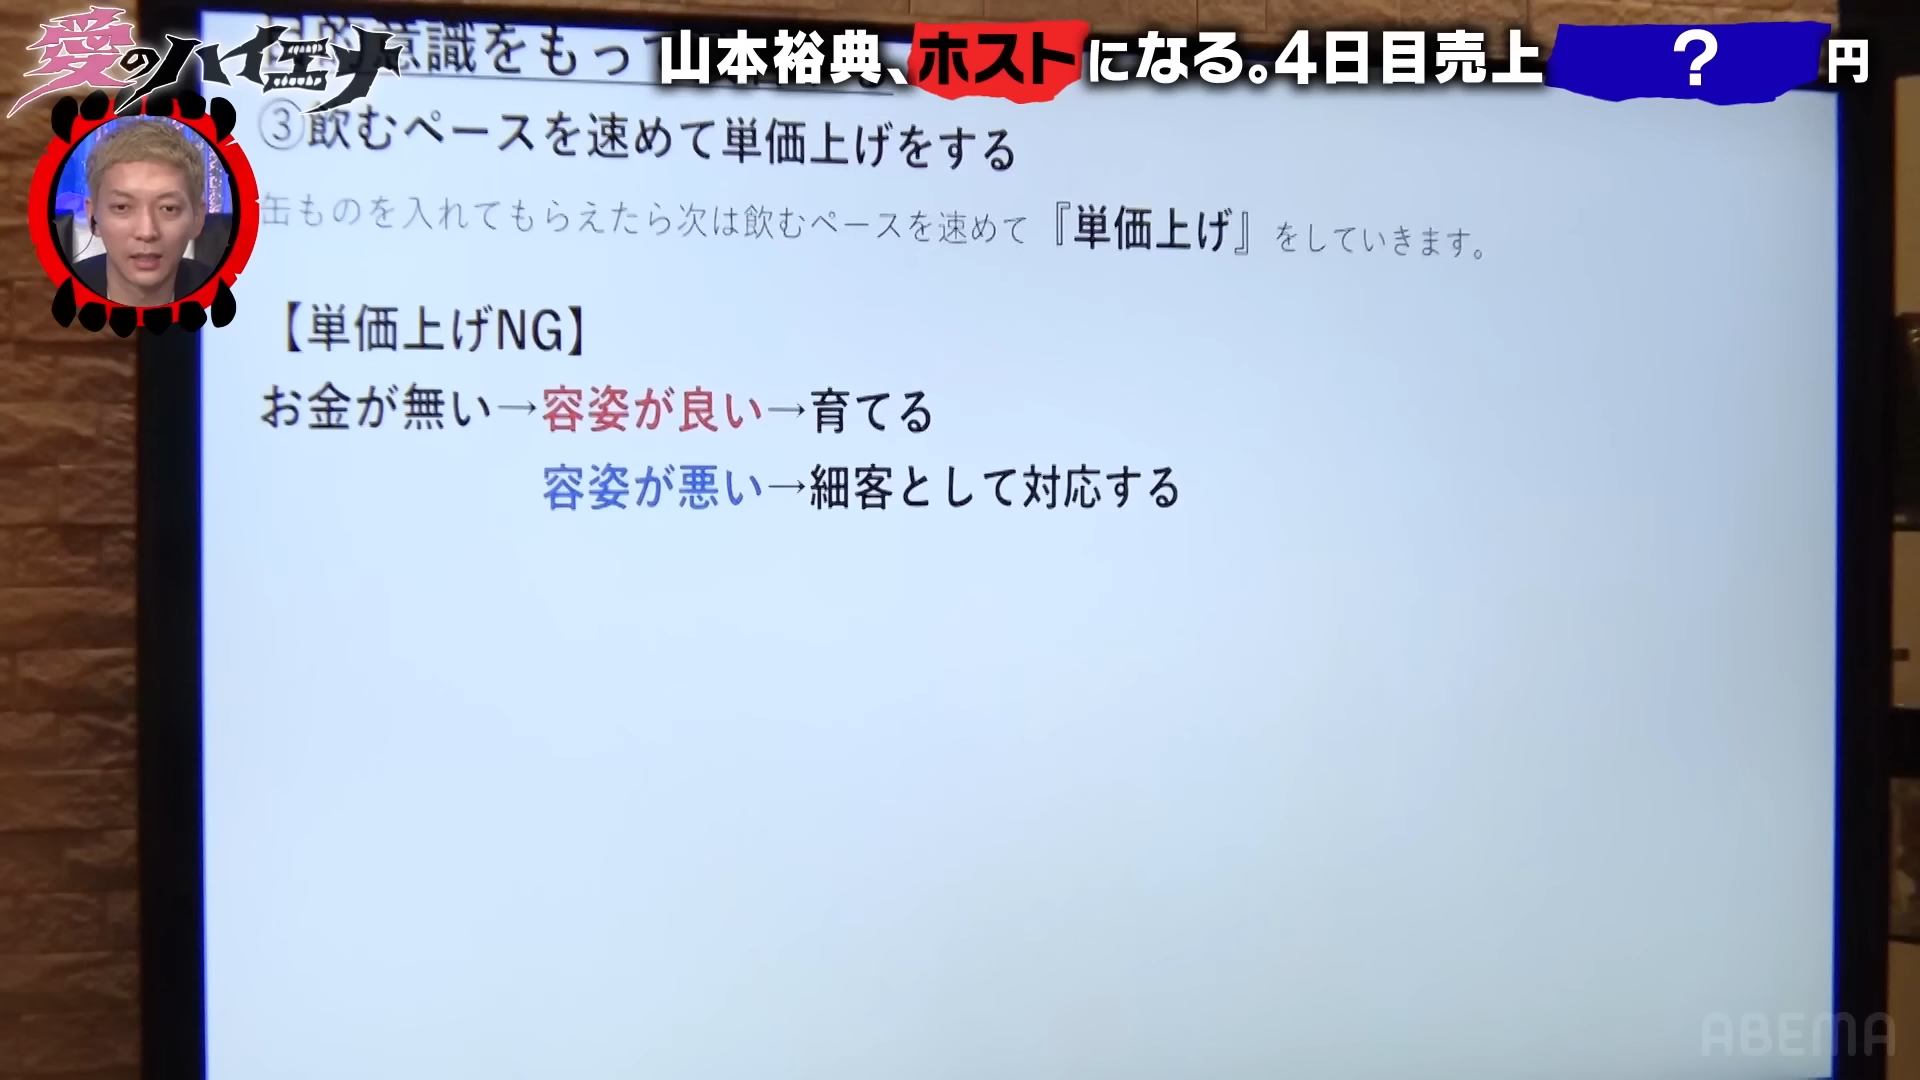 愛のハイエナ
山本裕典、ホストになる。4日目売上 ? 円
意識をもっ
③飲むペースを速めて単価上げをする
缶ものを入れてもらえたら次は飲むペースを速めて『単価上げ』をしていきます。
【単価上げNG】
お金が無い→容姿が良い→育てる
容姿が悪い→細客として対応する
ABEMA